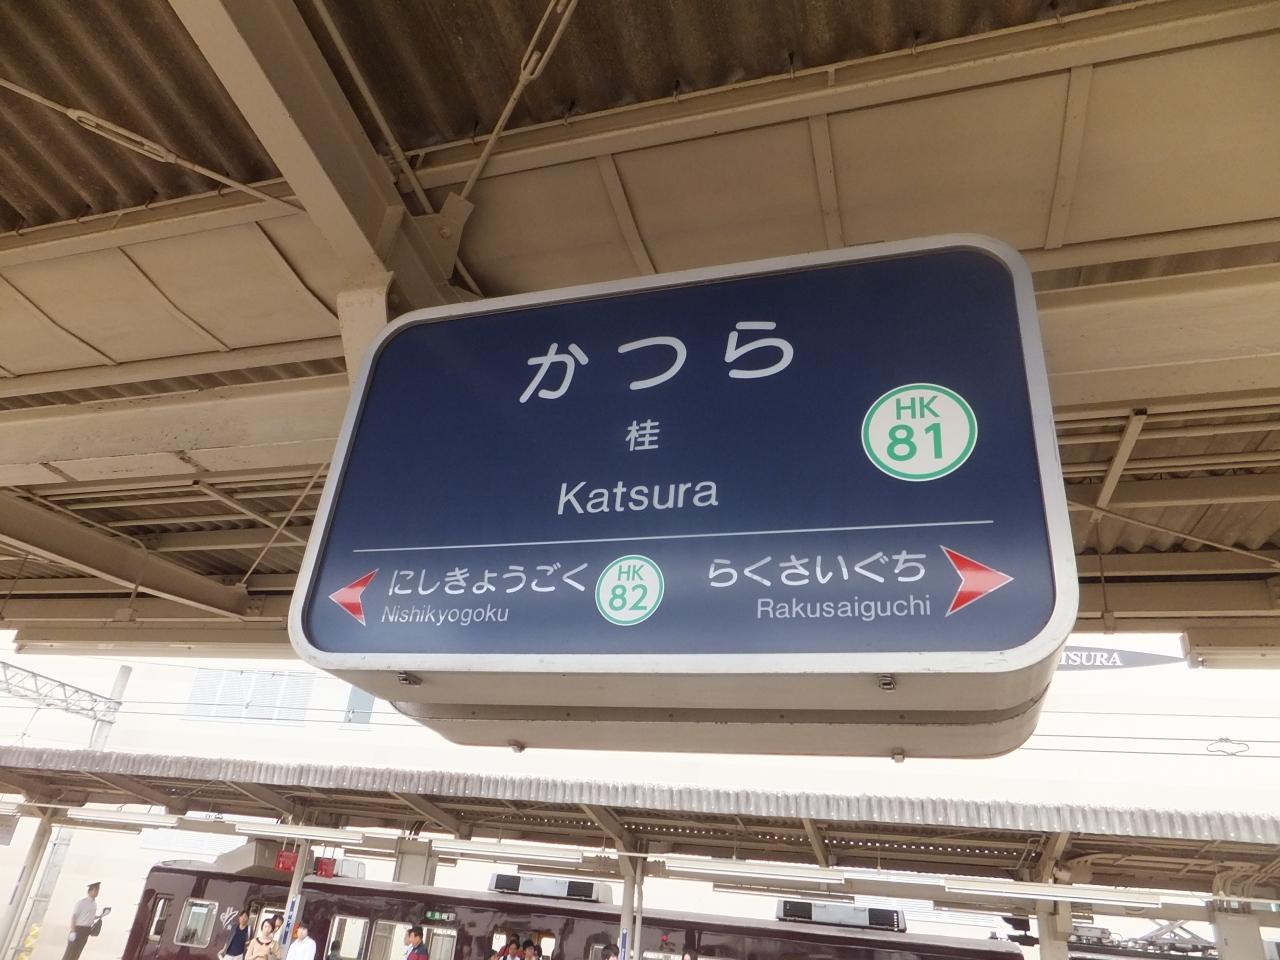 かつら
桂
Katsura
HK
81
にしきょうごく
Nishikyogoku
HK
82
らくさいぐち
Rakusaiguchi
TSURA